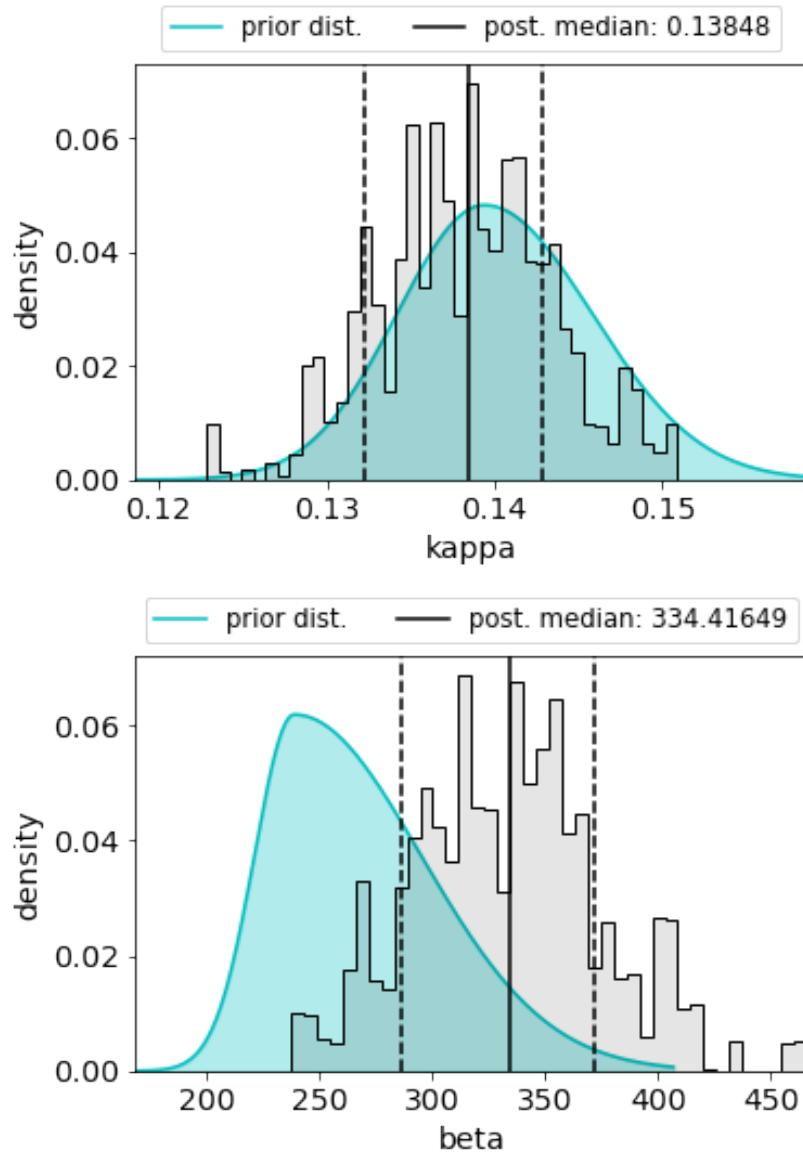 prior dist. post. median: 0.13848
density
0.06
0.04
0.02
0.00
0.12 0.13 0.14 0.15
kappa
prior dist. post. median: 334.41649
density
0.06
0.04
0.02
0.00
200 250 300 350 400 450
beta